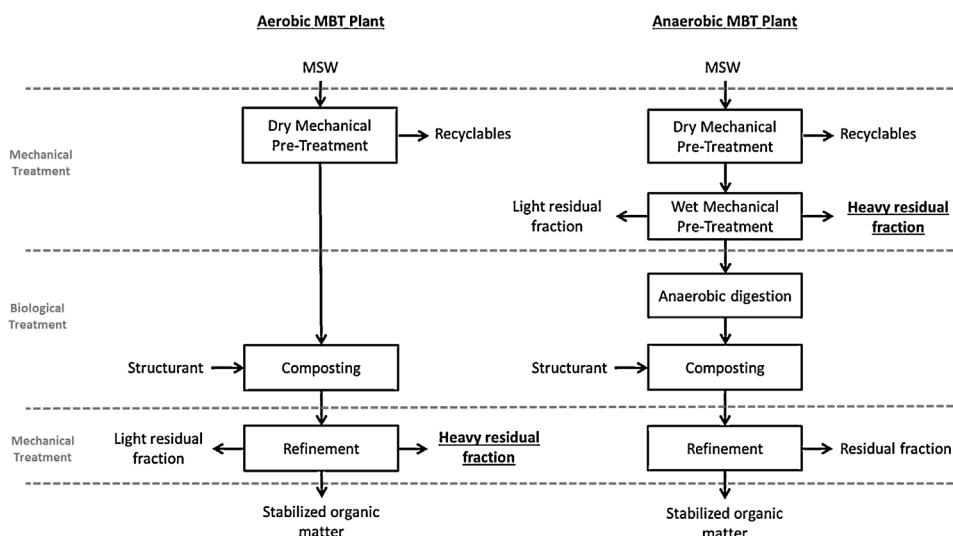 Aerobic MBT Plant
Anaerobic MBT Plant
MSW
MSW
Mechanical
Treatment
Dry Mechanical
Pre-Treatment
Recyclables
Dry Mechanical
Pre-Treatment
Recyclables
Light residual
fraction
Wet Mechanical
Pre-Treatment
Heavy residual
fraction
Biological
Treatment
Anaerobic digestion
Structurant
Composting
Structurant
Composting
Mechanical
Treatment
Light residual
fraction
Refinement
Heavy residual
fraction
Refinement
Residual fraction
Stabilized organic
matter
Stabilized organic
matter